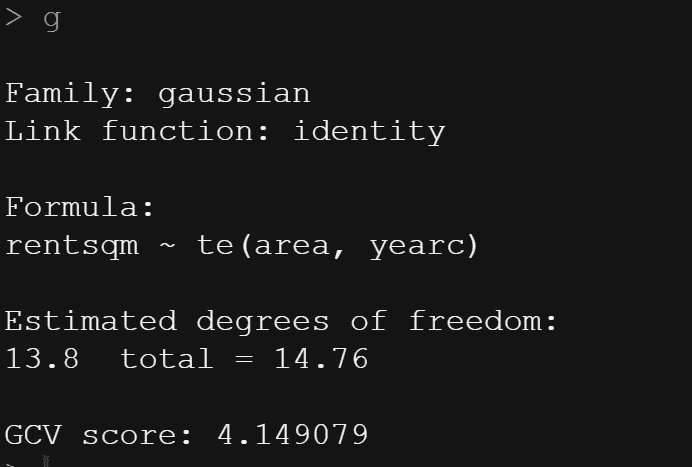 > g
Family: gaussian
Link function: identity
Formula:
rentsqm ~ te(area, yearc)
Estimated degrees of freedom:
13.8  total = 14.76
GCV score: 4.149079
>